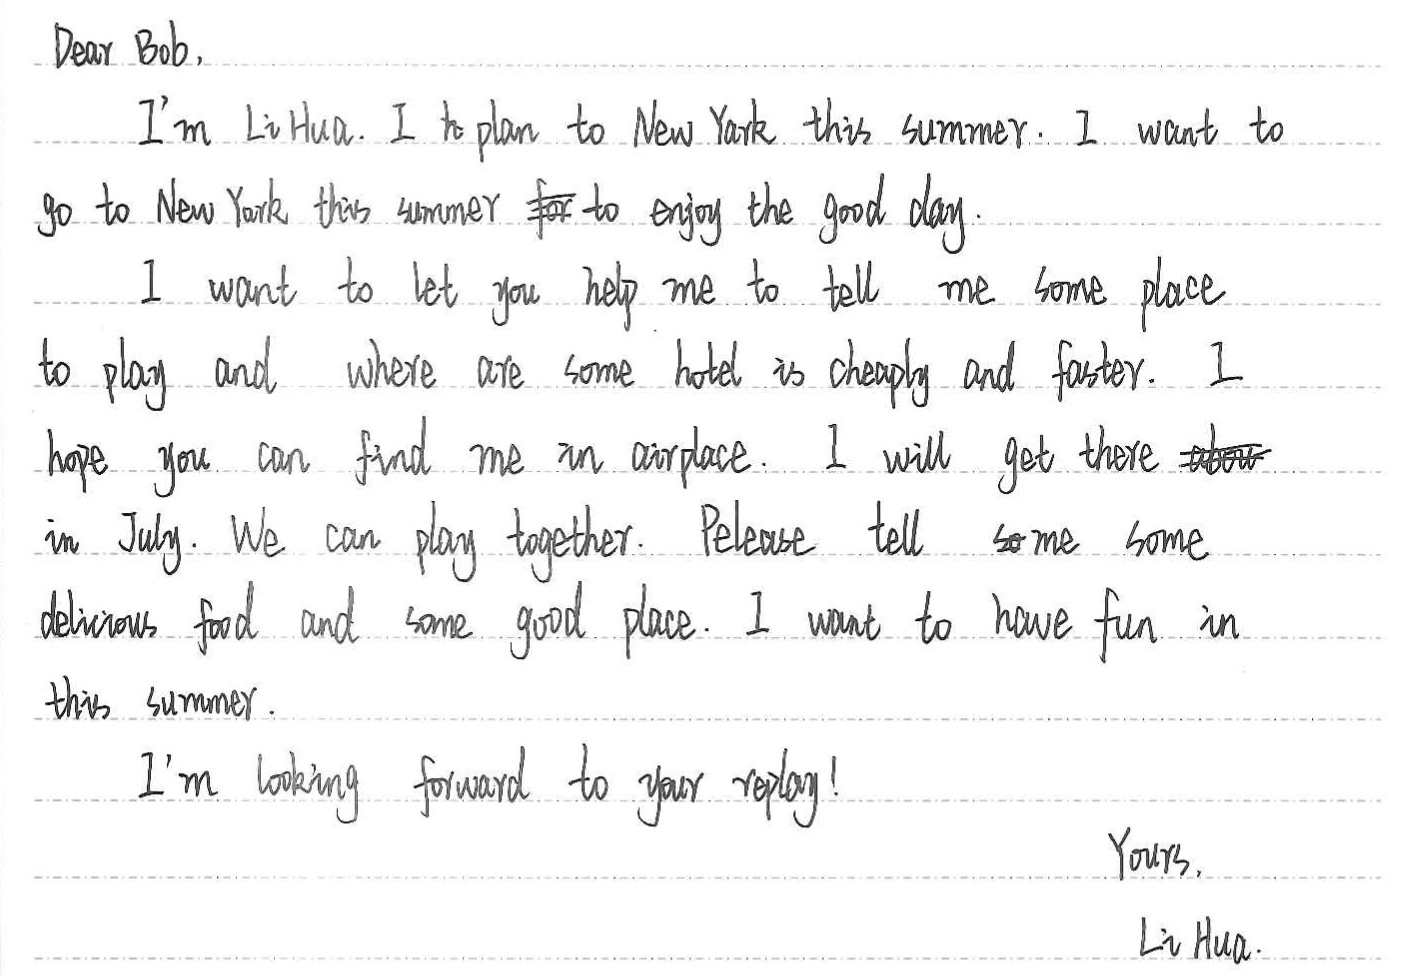 Dear Bob,
I'm Li Hua. I to plan to New York this summer. I want to
go to New York this summer for to enjoy the good day.
I want to let you help me to tell me some place
to play and where are some hotel is cheaply and faster. I
hope you can find me in airplace. I will get there abou
in July. We can play together. Pelease tell so me some
delicious food and some good place. I want to have fun in
this summer.
I'm looking forward to your replay!
Yours,
Li Hua.